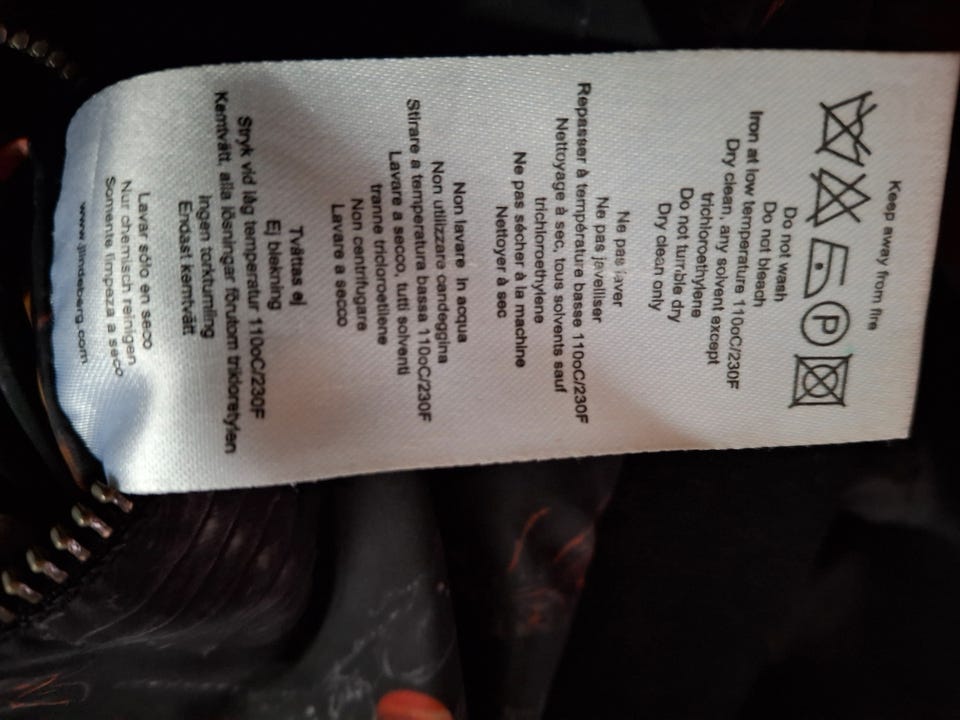 Keep away from fire
P
Do not wash
Do not bleach
Iron at low temperature 110oC/230F
Dry clean, any solvent except
trichloroethylene
Do not tumble dry
Dry clean only
Ne pas laver
Ne pas javelliser
Repasser à température basse 110oC/230F
Nettoyage à sec, tous solvents sauf
trichloroethylene
Ne pas sécher à la machine
Nettoyer à sec
Non lavare in acqua
Non utilizzare candeggina
Stirare a temperatura bassa 110oC/230F
Lavare a secco, tutti solventi
tranne tricloroetilene
Non centrifugare
Lavare a secco
Tvättas ej
Ej blekning
Stryk vid låg temperatur 110oC/230F
Kemtvätt, alla lösningar förutom trikloretylen
Ingen torktumling
Endast kemtvätt
Lavar sólo en seco
Nur chemisch reinigen
Somente limpeza a seco
www.jlindeberg.com